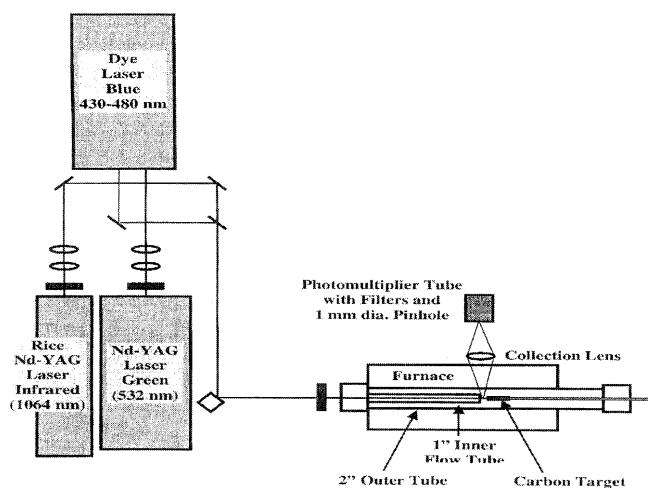 Dye
Laser
Blue
430-480 nm
Photomultiplier Tube
with Filters and
1 mm dia. Pinhole
Collection Lens
Rice
Nd-YAG
Laser
Infrared
(1064 nm)
Nd-YAG
Laser
Green
(532 nm)
Furnace
1” Inner
Flow Tube
2” Outer Tube
Carbon Target